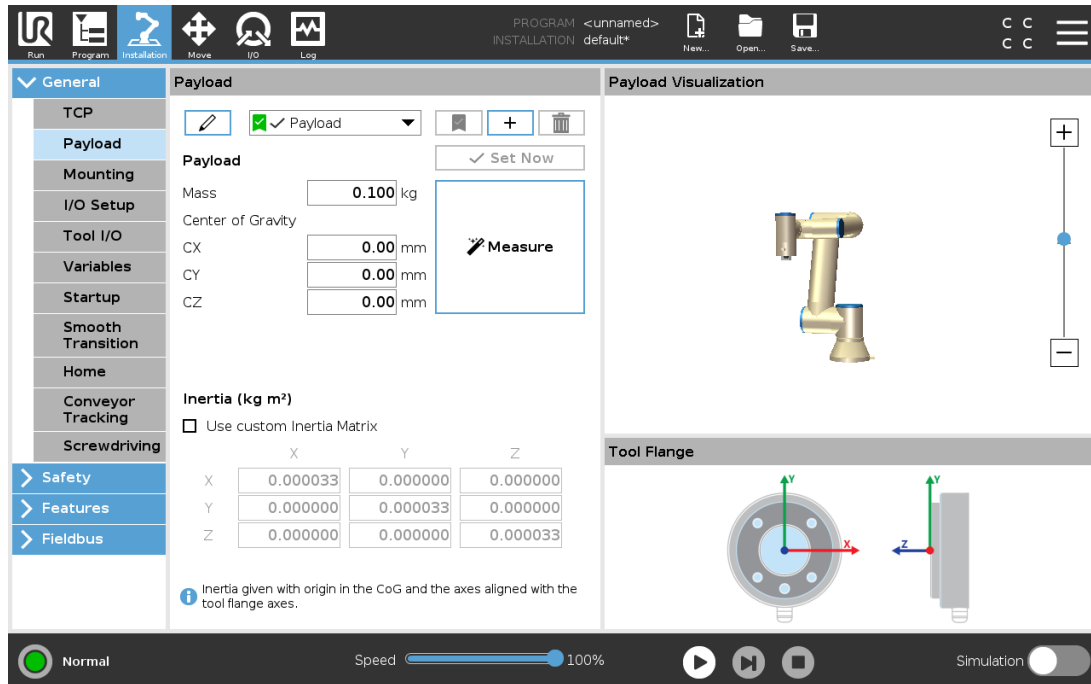 PROGRAM <unnamed>
INSTALLATION default*
Run Program Installation Move I/O Log New... Open... Save...
C C
C C
General
TCP
Payload
Mounting
I/O Setup
Tool I/O
Variables
Startup
Smooth
Transition
Home
Conveyor
Tracking
Screwdriving
Safety
Features
Fieldbus
Payload
Payload
Payload
Set Now
Mass 0.100 kg
Center of Gravity
CX 0.00 mm
CY 0.00 mm
CZ 0.00 mm
Measure
Inertia (kg m²)
Use custom Inertia Matrix
X Y Z
X 0.000033 0.000000 0.000000
Y 0.000000 0.000033 0.000000
Z 0.000000 0.000000 0.000033
Inertia given with origin in the CoG and the axes aligned with the
tool flange axes.
Payload Visualization
Tool Flange
Y
X
Y
Z
Normal
Speed 100%
Simulation